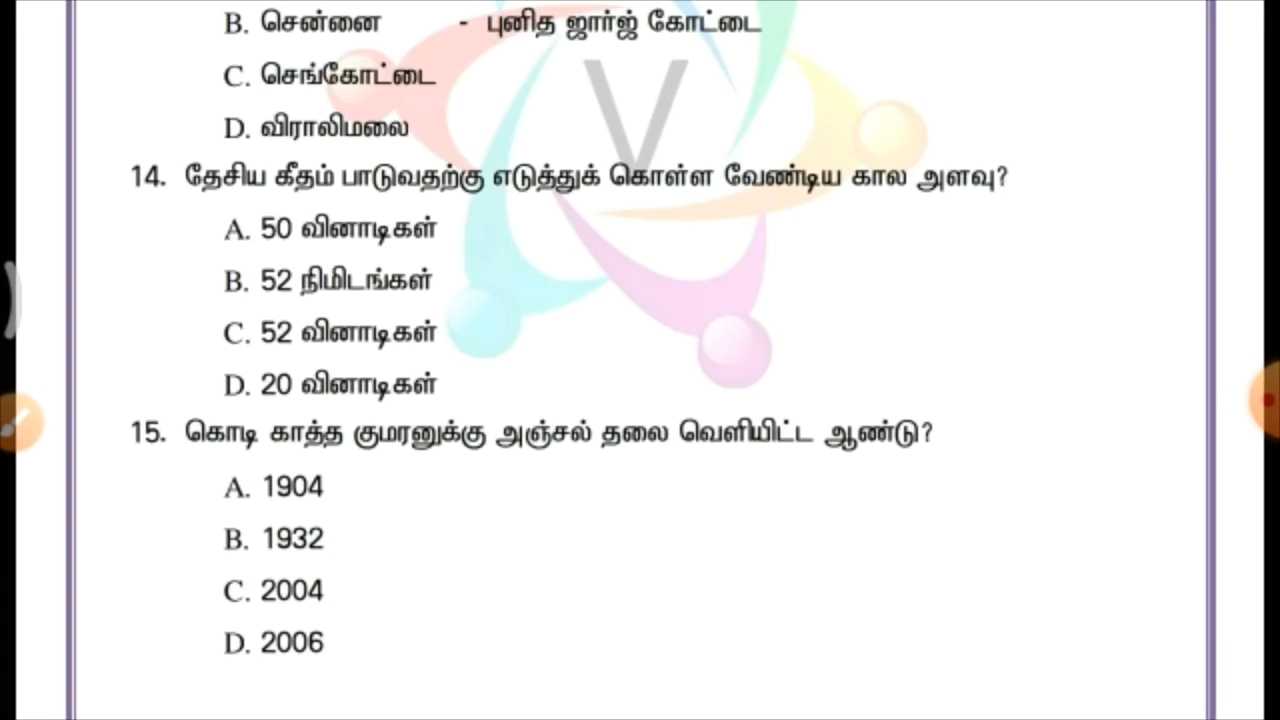 B. சென்னை - புனித ஜார்ஜ் கோட்டை
C. செங்கோட்டை
D. விராலிமலை
14. தேசிய கீதம் பாடுவதற்கு எடுத்துக் கொள்ள வேண்டிய கால அளவு?
A. 50 வினாடிகள்
B. 52 நிமிடங்கள்
C. 52 வினாடிகள்
D. 20 வினாடிகள்
15. கொடி காத்த குமரனுக்கு அஞ்சல் தலை வெளியிட்ட ஆண்டு?
A. 1904
B. 1932
C. 2004
D. 2006
V